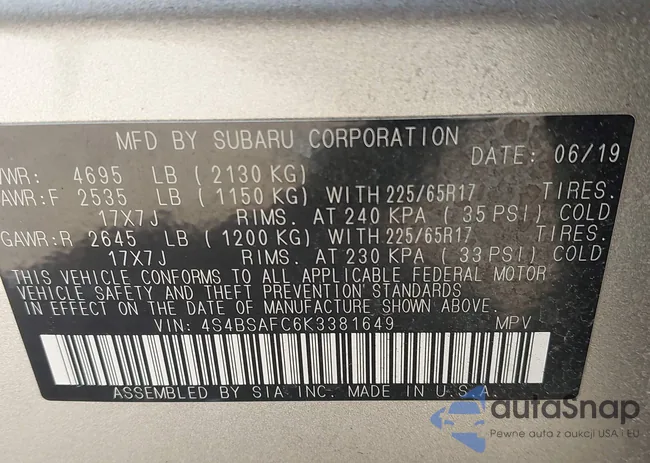 MFD BY SUBARU CORPORATION
DATE: 06/19
VWR: 4695 LB (2130 KG)
AWR:F 2535 LB (1150 KG) WITH 225/65R17 TIRES.
17X7J RIMS. AT 240 KPA (35 PSI) COLD
GAWR:R 2645 LB (1200 KG) WITH 225/65R17 TIRES.
17X7J RIMS. AT 230 KPA (33 PSI) COLD
THIS VEHICLE CONFORMS TO ALL APPLICABLE FEDERAL MOTOR
VEHICLE SAFETY AND THEFT PREVENTION STANDARDS
IN EFFECT ON THE DATE OF MANUFACTURE SHOWN ABOVE.
VIN: 4S4BSAFC6K3381649 MPV
ASSEMBLED BY SIA INC. MADE IN U.S.A.
autaSnap
Pewne auta z aukcji USA i EU